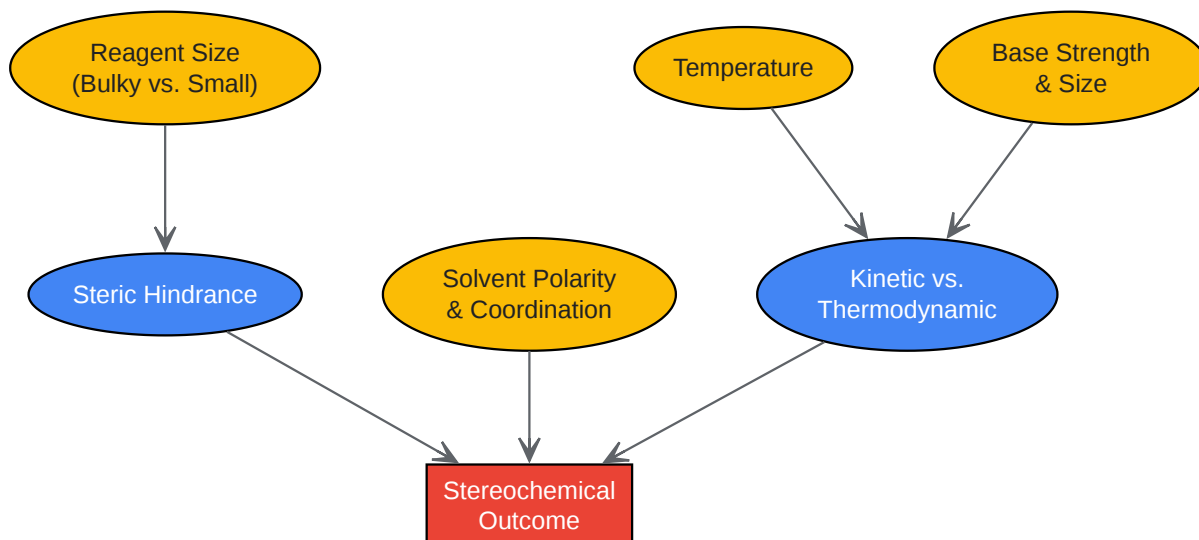 Reagent Size
(Bulky vs. Small)
Temperature
Base Strength
& Size
Steric Hindrance
Solvent Polarity
& Coordination
Kinetic vs.
Thermodynamic
Stereochemical
Outcome